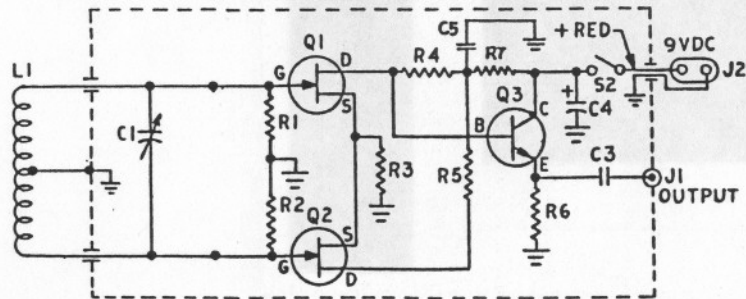 L1
C1
G
Q1
D
S
R1
R2
Q2
S
G
D
R3
R4
C5
R7
R5
Q3
B
C
E
R6
+ RED
S2
+
C4
C3
9VDC
J2
J1
OUTPUT